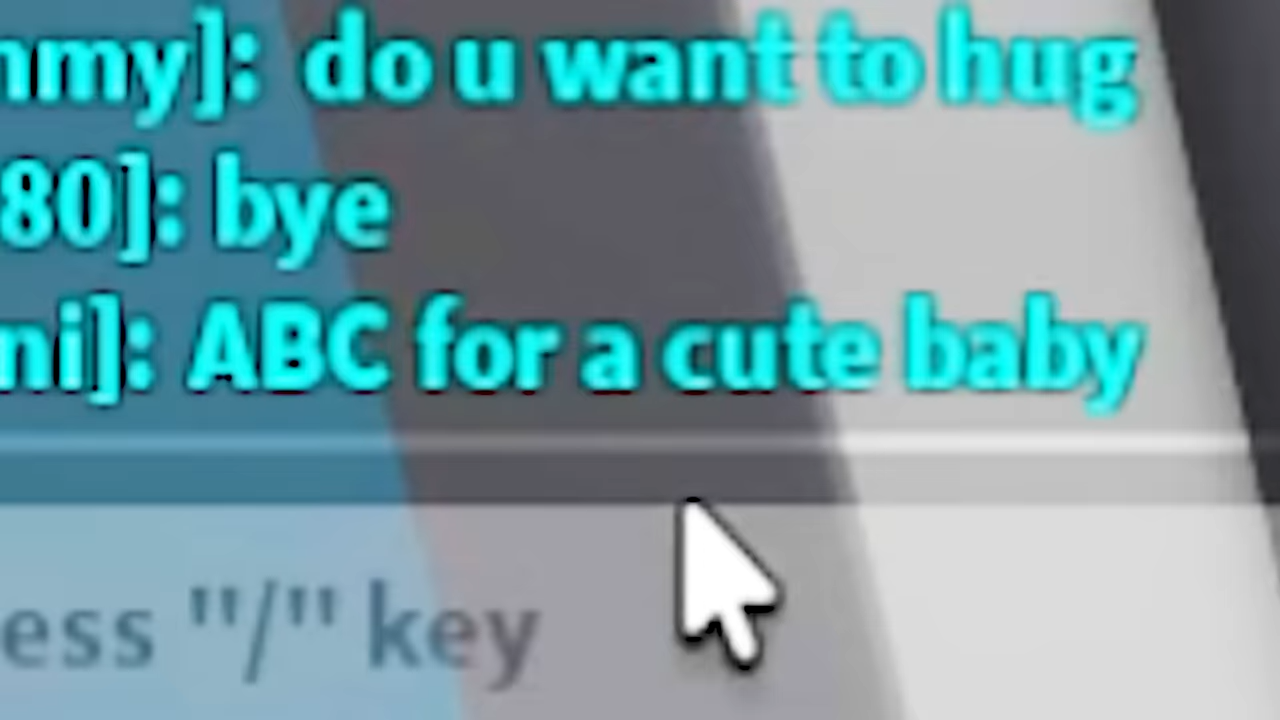 mmy]: do u want to hug
80]: bye
ni]: ABC for a cute baby
ess "/" key